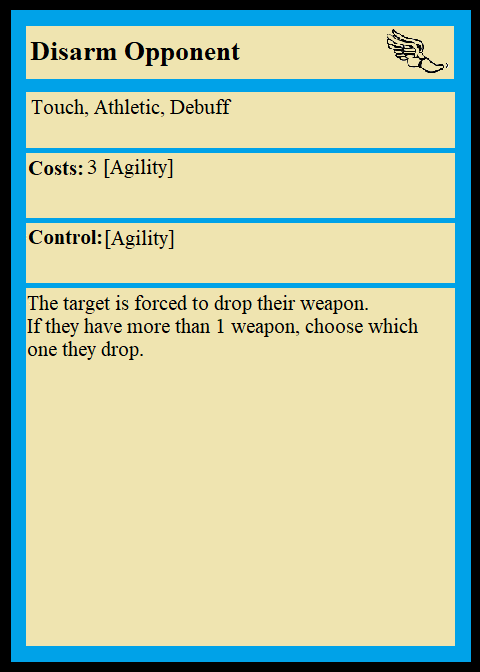 Disarm Opponent
Touch, Athletic, Debuff
Costs: 3 [Agility]
Control: [Agility]
The target is forced to drop their weapon.
If they have more than 1 weapon, choose which
one they drop.